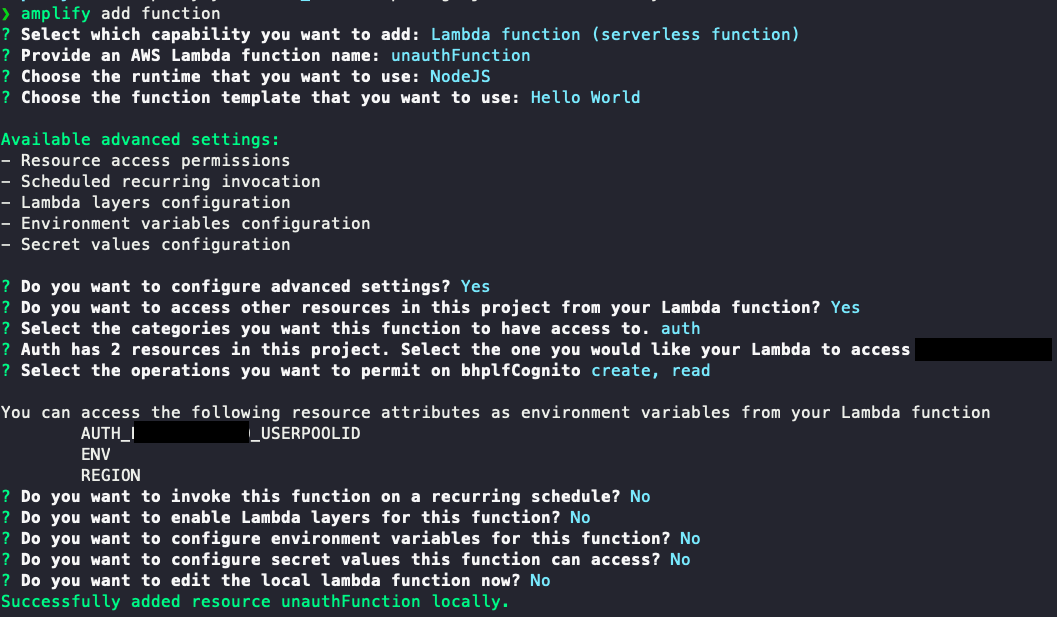 ❯ amplify add function
? Select which capability you want to add: Lambda function (serverless function)
? Provide an AWS Lambda function name: unauthFunction
? Choose the runtime that you want to use: NodeJS
? Choose the function template that you want to use: Hello World
Available advanced settings:
- Resource access permissions
- Scheduled recurring invocation
- Lambda layers configuration
- Environment variables configuration
- Secret values configuration
? Do you want to configure advanced settings? Yes
? Do you want to access other resources in this project from your Lambda function? Yes
? Select the categories you want this function to have access to. auth
? Auth has 2 resources in this project. Select the one you would like your Lambda to access
? Select the operations you want to permit on bhplfCognito create, read
You can access the following resource attributes as environment variables from your Lambda function
AUTH_ _USERPOOLID
ENV
REGION
? Do you want to invoke this function on a recurring schedule? No
? Do you want to enable Lambda layers for this function? No
? Do you want to configure environment variables for this function? No
? Do you want to configure secret values this function can access? No
? Do you want to edit the local lambda function now? No
Successfully added resource unauthFunction locally.